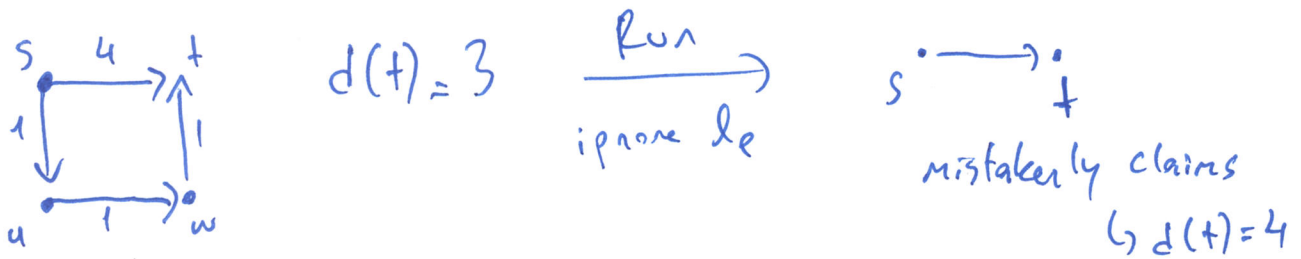 s 4 t
1 1
u 1 w
d(t)=3
Run
ignore le
s t
mistakenly claims
↳ d(t)=4